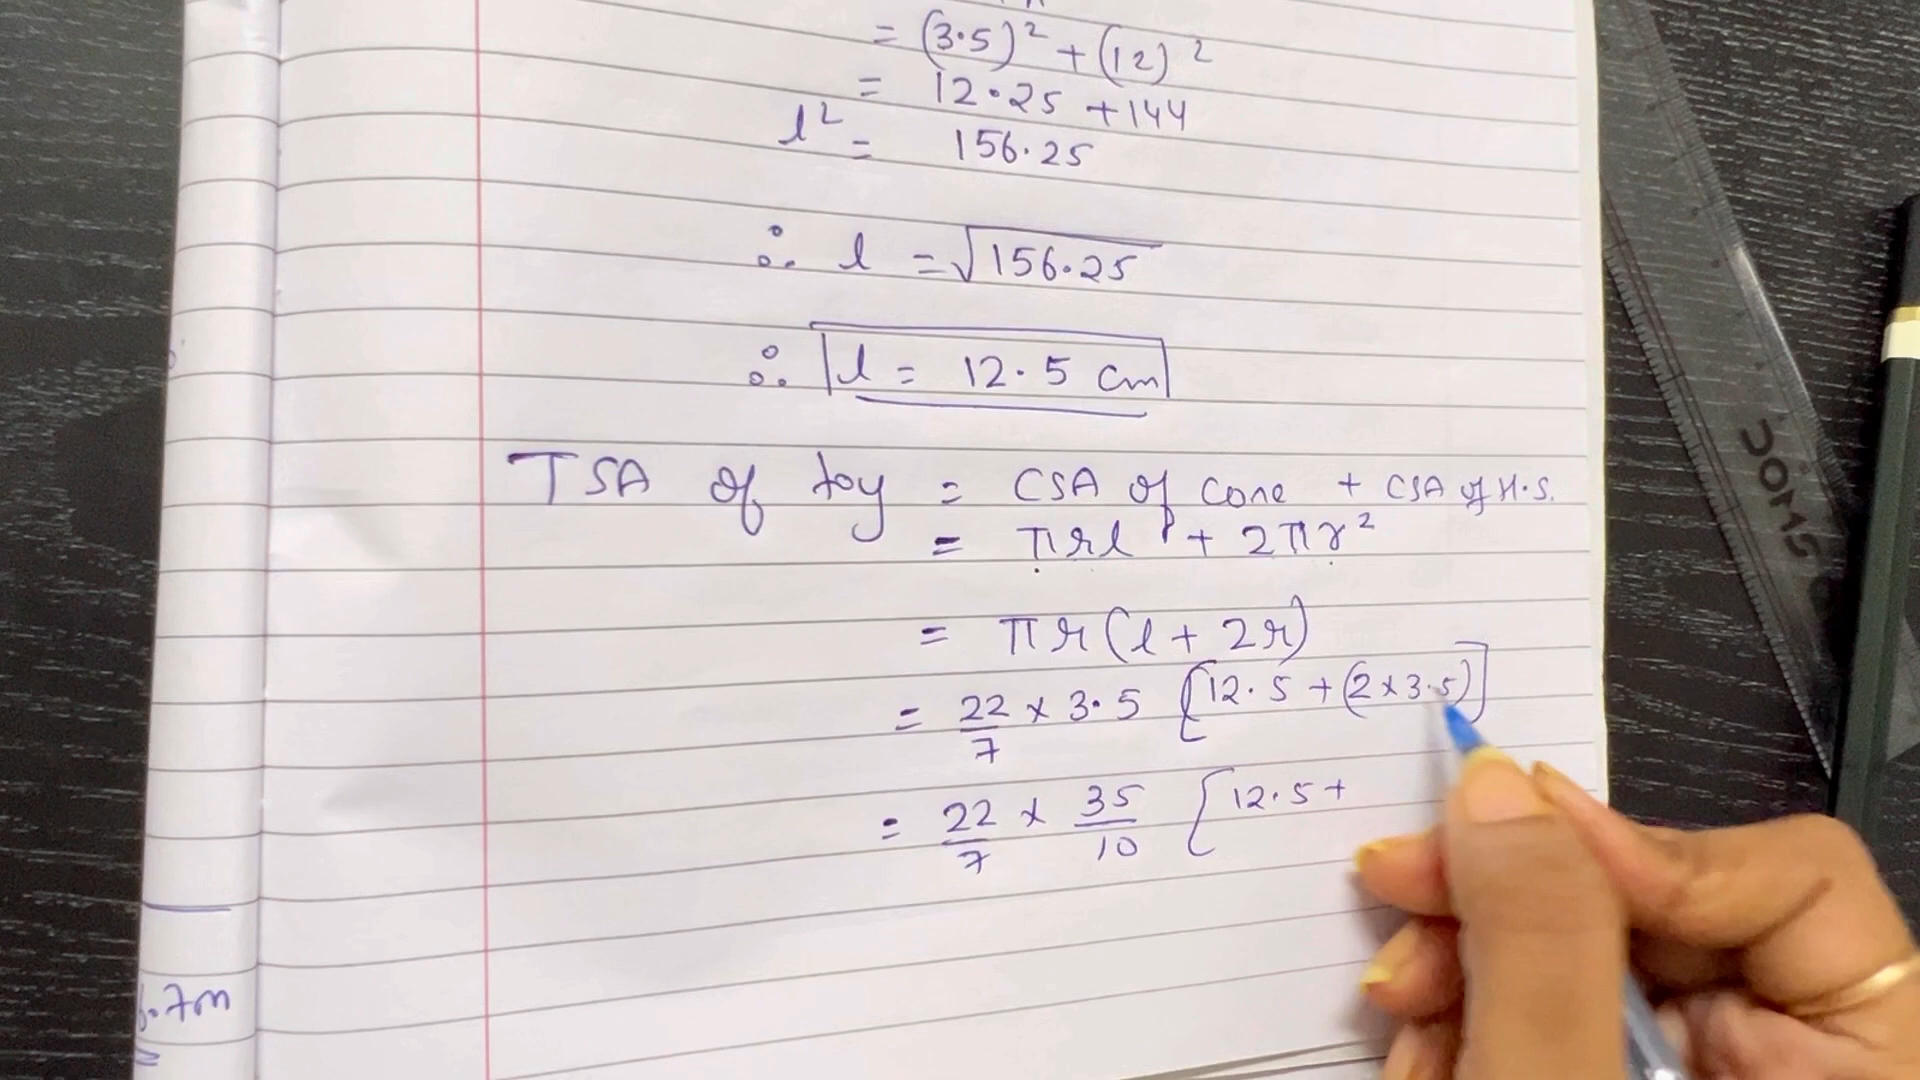 = (3.5)² + (12)²
= 12.25 + 144
l² = 156.25
∴ l = √156.25
∴ l = 12.5 cm
TSA of toy = CSA of cone + CSA of H.S.
= πrl + 2πr²
= πr(l + 2r)
= 22/7 × 3.5 [12.5 + (2×3.5)]
= 22/7 × 35/10 [12.5 +
.7m
DOMS